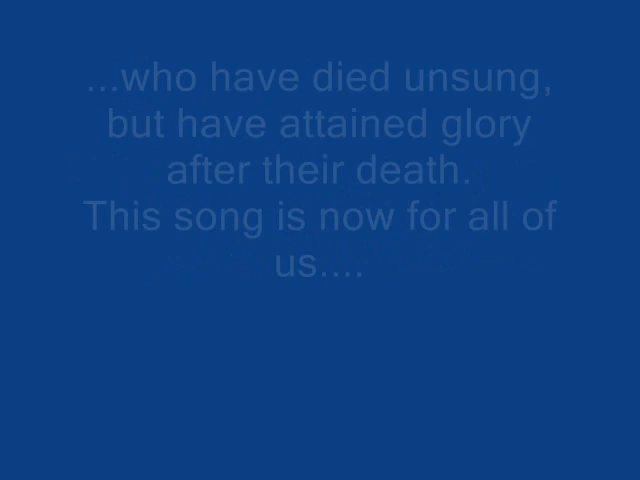 ...who have died unsung,
but have attained glory
after their death.
This song is now for all of
us....